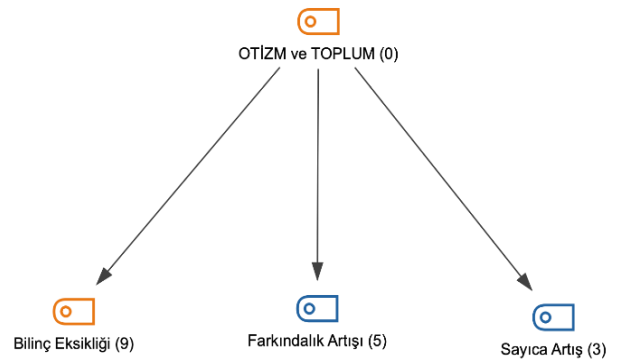 OTİZM ve TOPLUM (0)
Bilinç Eksikliği (9)
Farkındalık Artışı (5)
Sayıca Artış (3)